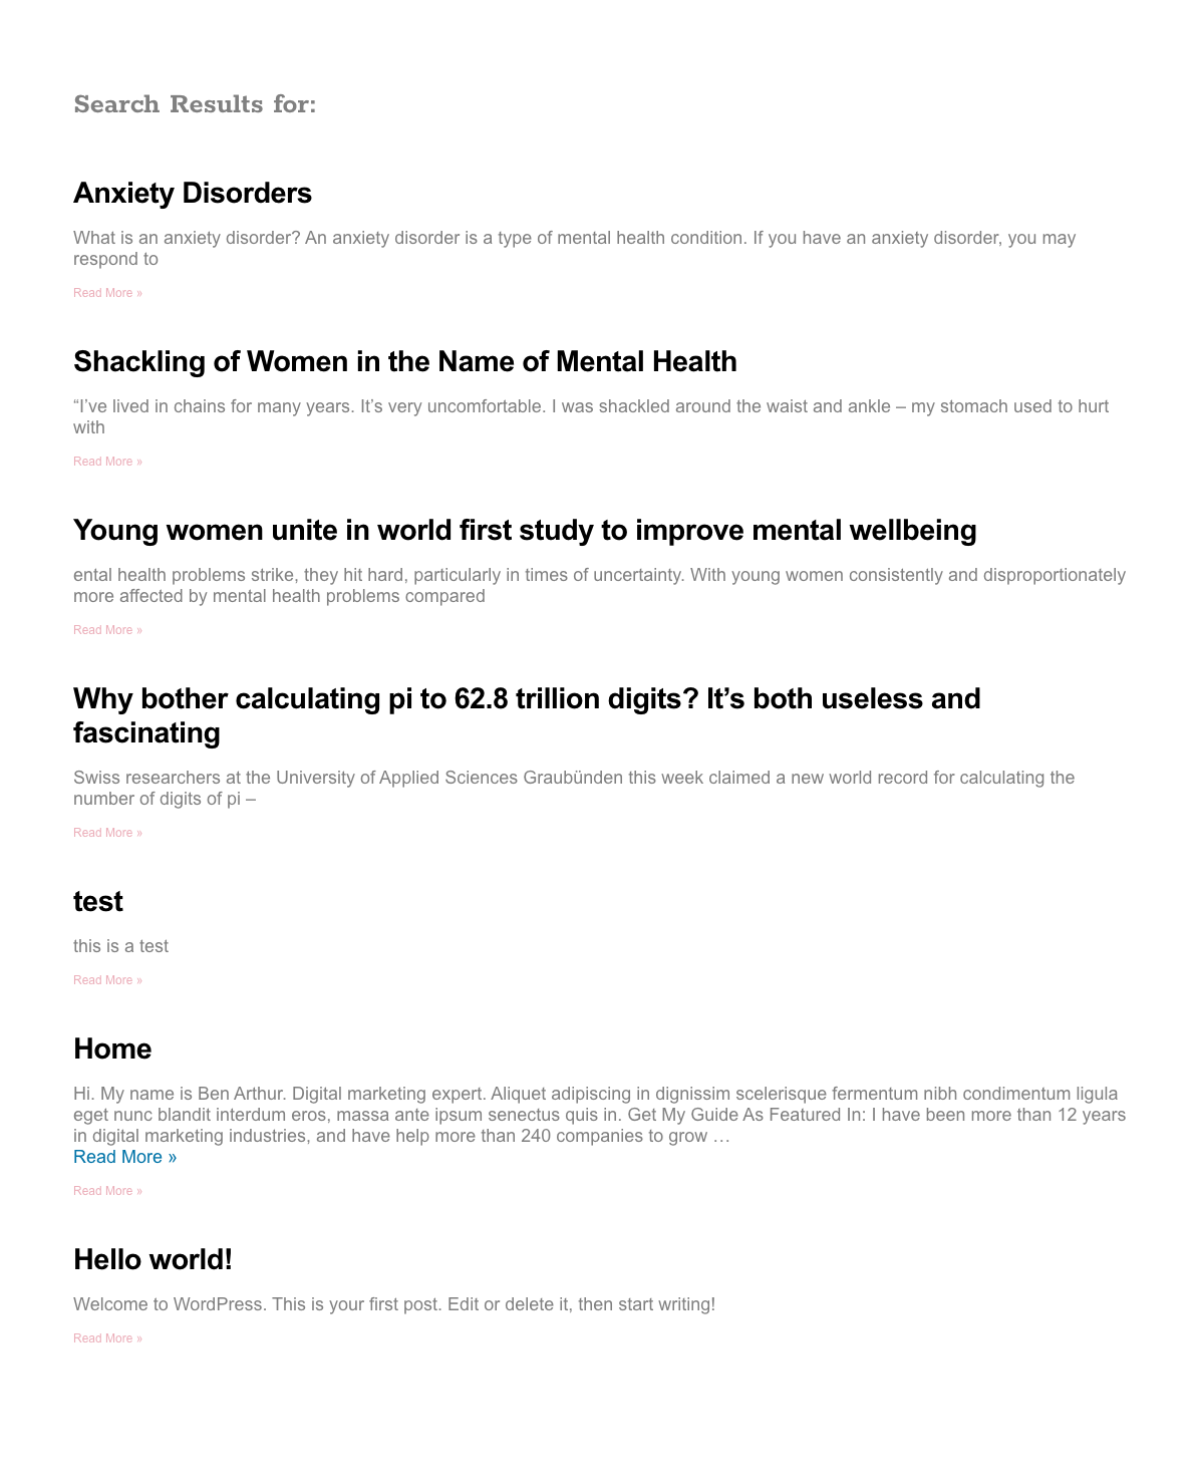 Search Results for:
Anxiety Disorders
What is an anxiety disorder? An anxiety disorder is a type of mental health condition. If you have an anxiety disorder, you may
respond to
Read More »
Shackling of Women in the Name of Mental Health
“I’ve lived in chains for many years. It’s very uncomfortable. I was shackled around the waist and ankle – my stomach used to hurt
with
Read More »
Young women unite in world first study to improve mental wellbeing
ental health problems strike, they hit hard, particularly in times of uncertainty. With young women consistently and disproportionately
more affected by mental health problems compared
Read More »
Why bother calculating pi to 62.8 trillion digits? It’s both useless and
fascinating
Swiss researchers at the University of Applied Sciences Graubünden this week claimed a new world record for calculating the
number of digits of pi –
Read More »
test
this is a test
Read More »
Home
Hi. My name is Ben Arthur. Digital marketing expert. Aliquet adipiscing in dignissim scelerisque fermentum nibh condimentum ligula
eget nunc blandit interdum eros, massa ante ipsum senectus quis in. Get My Guide As Featured In: I have been more than 12 years
in digital marketing industries, and have help more than 240 companies to grow …
Read More »
Read More »
Hello world!
Welcome to WordPress. This is your first post. Edit or delete it, then start writing!
Read More »